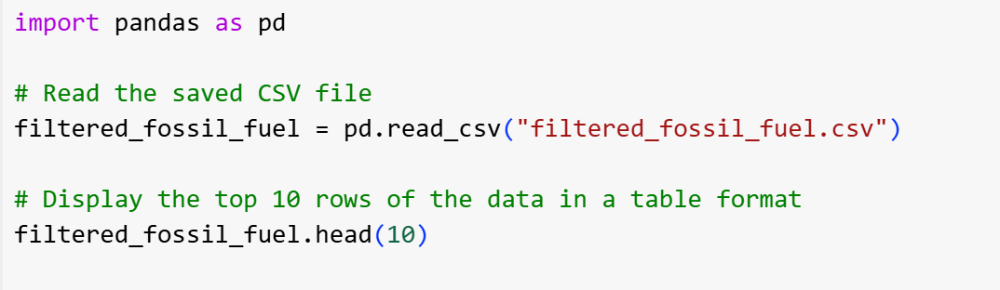 import pandas as pd
# Read the saved CSV file
filtered_fossil_fuel = pd.read_csv("filtered_fossil_fuel.csv")
# Display the top 10 rows of the data in a table format
filtered_fossil_fuel.head(10)